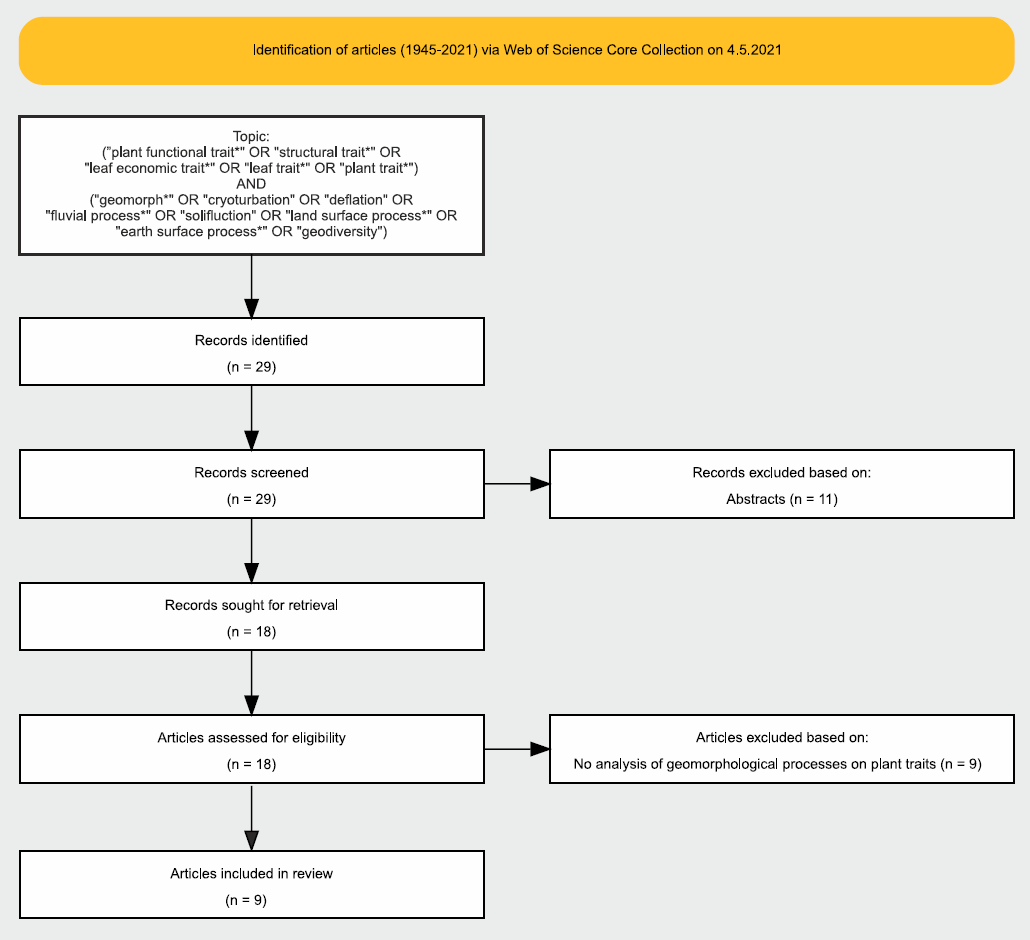 Identification of articles (1945-2021) via Web of Science Core Collection on 4.5.2021
Topic:
("plant functional trait*" OR "structural trait*" OR
"leaf economic trait*" OR "leaf trait*" OR "plant trait*")
AND
("geomorph*" OR "cryoturbation" OR "deflation" OR
"fluvial process*" OR "solifluction" OR "land surface process*" OR
"earth surface process*" OR "geodiversity")
Records identified
(n = 29)
Records screened
(n = 29)
Records excluded based on:
Abstracts (n = 11)
Records sought for retrieval
(n = 18)
Articles assessed for eligibility
(n = 18)
Articles excluded based on:
No analysis of geomorphological processes on plant traits (n = 9)
Articles included in review
(n = 9)